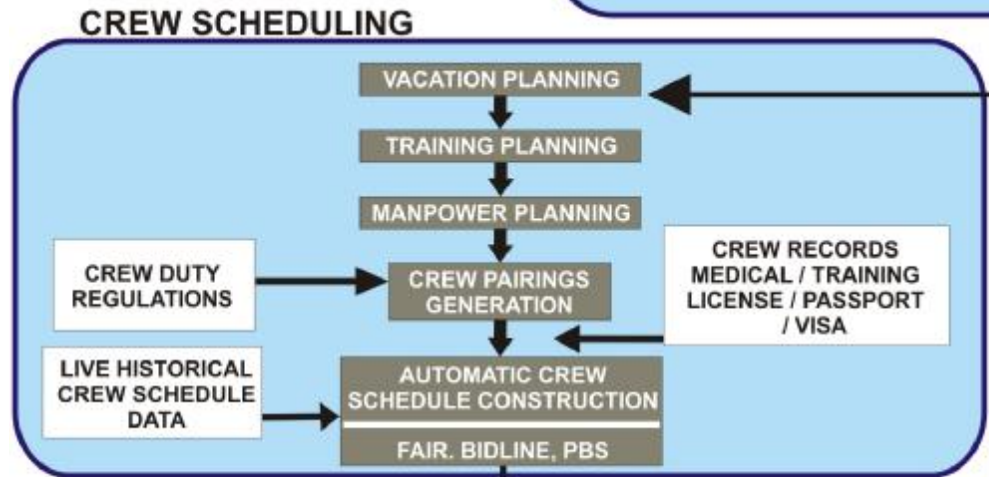 CREW SCHEDULING
VACATION PLANNING
TRAINING PLANNING
MANPOWER PLANNING
CREW DUTY
REGULATIONS
CREW PAIRINGS
GENERATION
CREW RECORDS
MEDICAL / TRAINING
LICENSE / PASSPORT
/ VISA
LIVE HISTORICAL
CREW SCHEDULE
DATA
AUTOMATIC CREW
SCHEDULE CONSTRUCTION
FAIR. BIDLINE, PBS